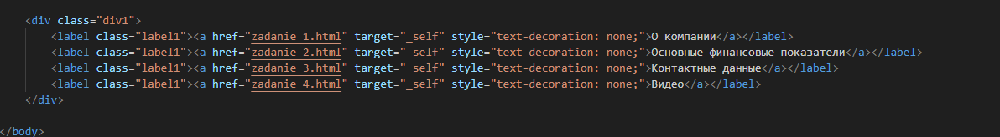 <div class="div1">
<label class="label1"><a href="zadanie 1.html" target="_self" style="text-decoration: none;">О компании</a></label>
<label class="label1"><a href="zadanie 2.html" target="_self" style="text-decoration: none;">Основные финансовые показатели</a></label>
<label class="label1"><a href="zadanie 3.html" target="_self" style="text-decoration: none;">Контактные данные</a></label>
<label class="label1"><a href="zadanie 4.html" target="_self" style="text-decoration: none;">Видео</a></label>
</div>
</body>